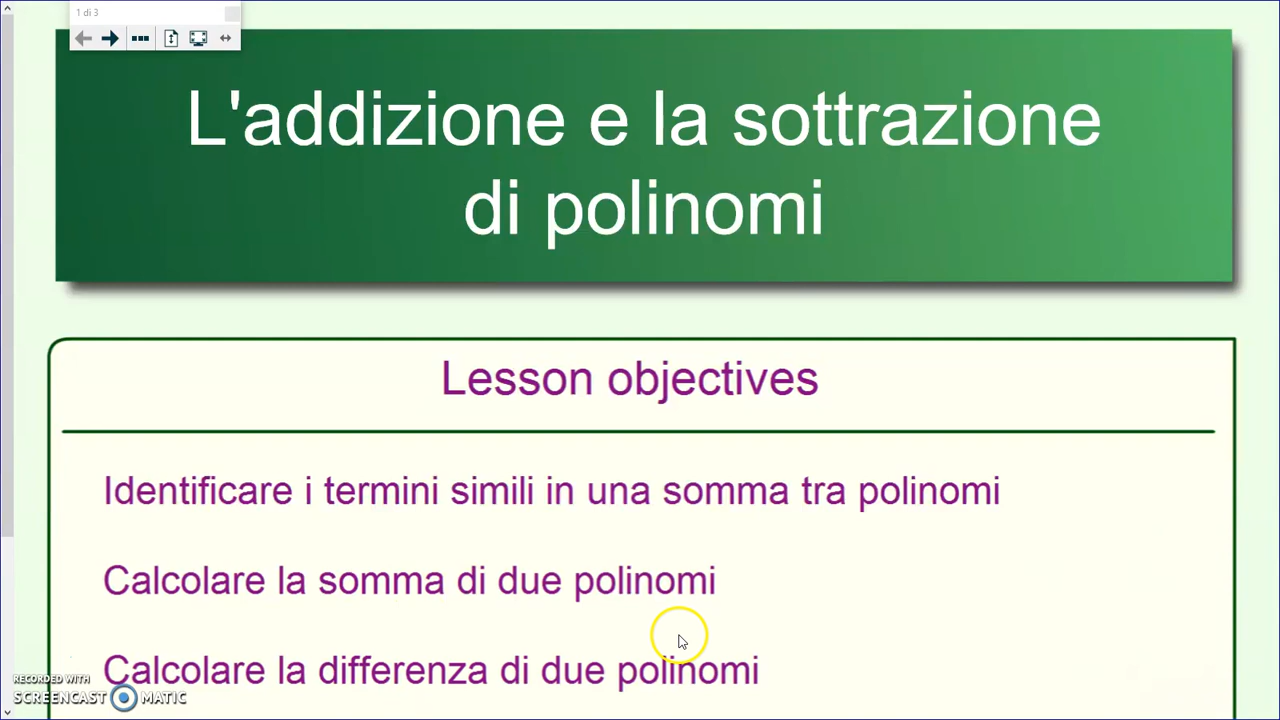 1 di 3
L'addizione e la sottrazione
di polinomi
Lesson objectives
Identificare i termini simili in una somma tra polinomi
Calcolare la somma di due polinomi
Calcolare la differenza di due polinomi
RECORDED WITH
SCREENCAST MATIC